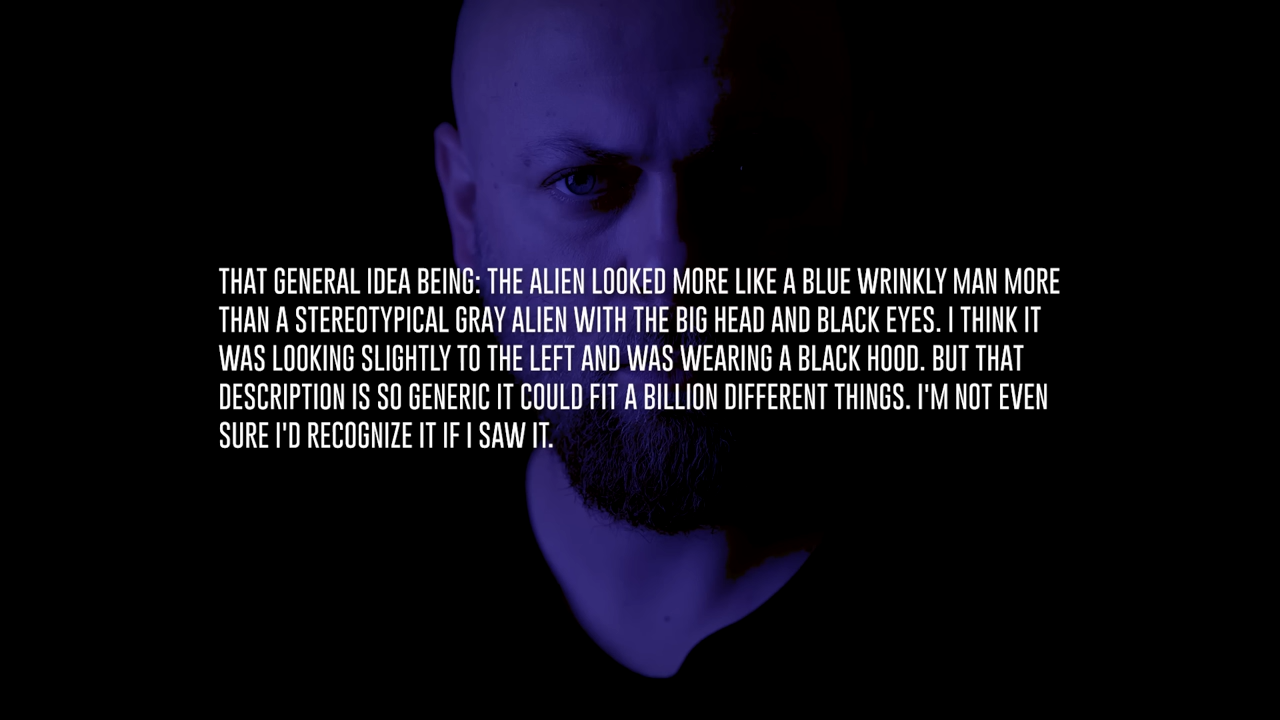 THAT GENERAL IDEA BEING: THE ALIEN LOOKED MORE LIKE A BLUE WRINKLY MAN MORE
THAN A STEREOTYPICAL GRAY ALIEN WITH THE BIG HEAD AND BLACK EYES. I THINK IT
WAS LOOKING SLIGHTLY TO THE LEFT AND WAS WEARING A BLACK HOOD. BUT THAT
DESCRIPTION IS SO GENERIC IT COULD FIT A BILLION DIFFERENT THINGS. I'M NOT EVEN
SURE I'D RECOGNIZE IT IF I SAW IT.